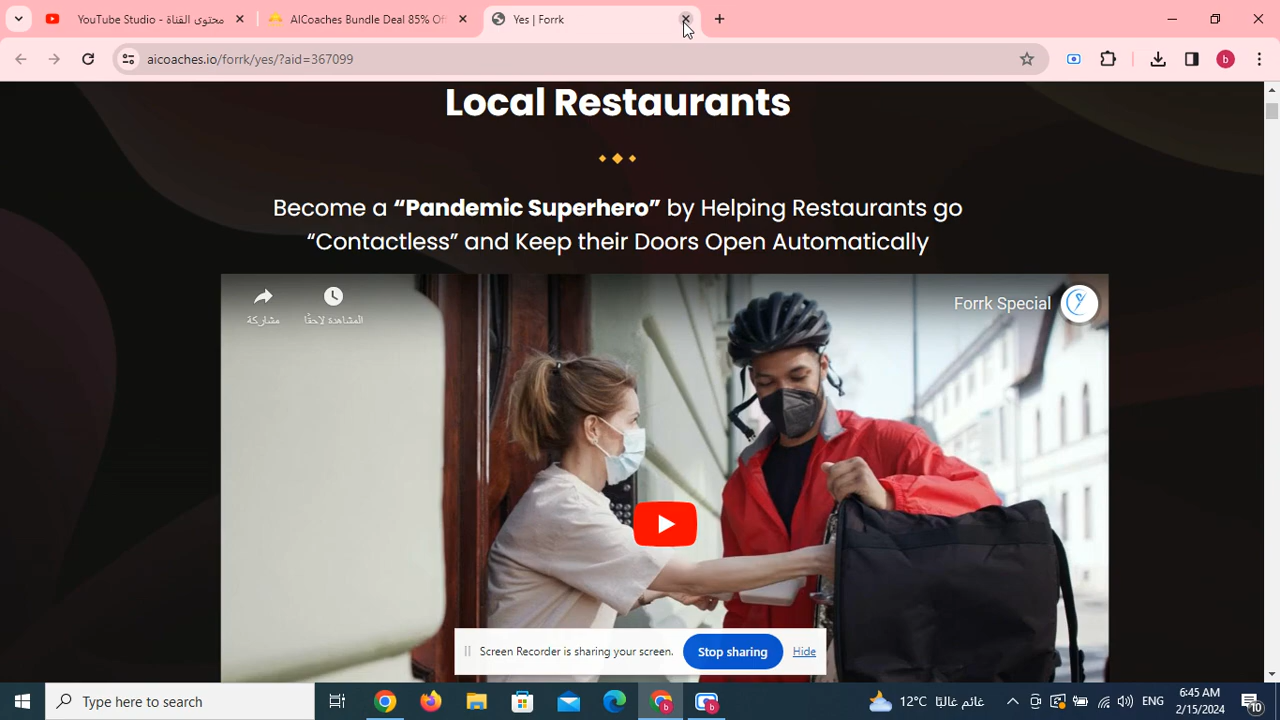 YouTube Studio - محتوى القناة
AICoaches Bundle Deal 85% Of
Yes | Forrk
aicoaches.io/forrk/yes/?aid=367099
b
Local Restaurants
Become a “Pandemic Superhero” by Helping Restaurants go
“Contactless” and Keep their Doors Open Automatically
مشاركة
المشاهدة لاحقًا
Forrk Special
Screen Recorder is sharing your screen.
Stop sharing
Hide
Type here to search
12°C
غائم غالبًا
ENG
6:45 AM
2/15/2024
10